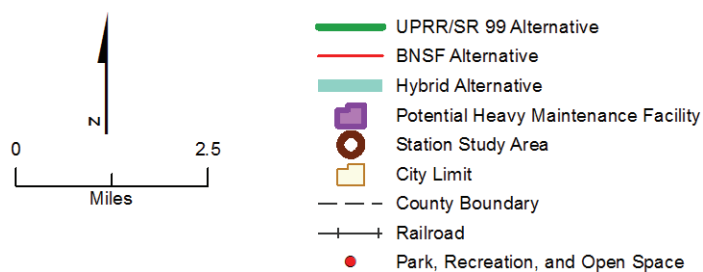 N
0 2.5
Miles
UPRR/SR 99 Alternative
BNSF Alternative
Hybrid Alternative
Potential Heavy Maintenance Facility
Station Study Area
City Limit
County Boundary
Railroad
Park, Recreation, and Open Space